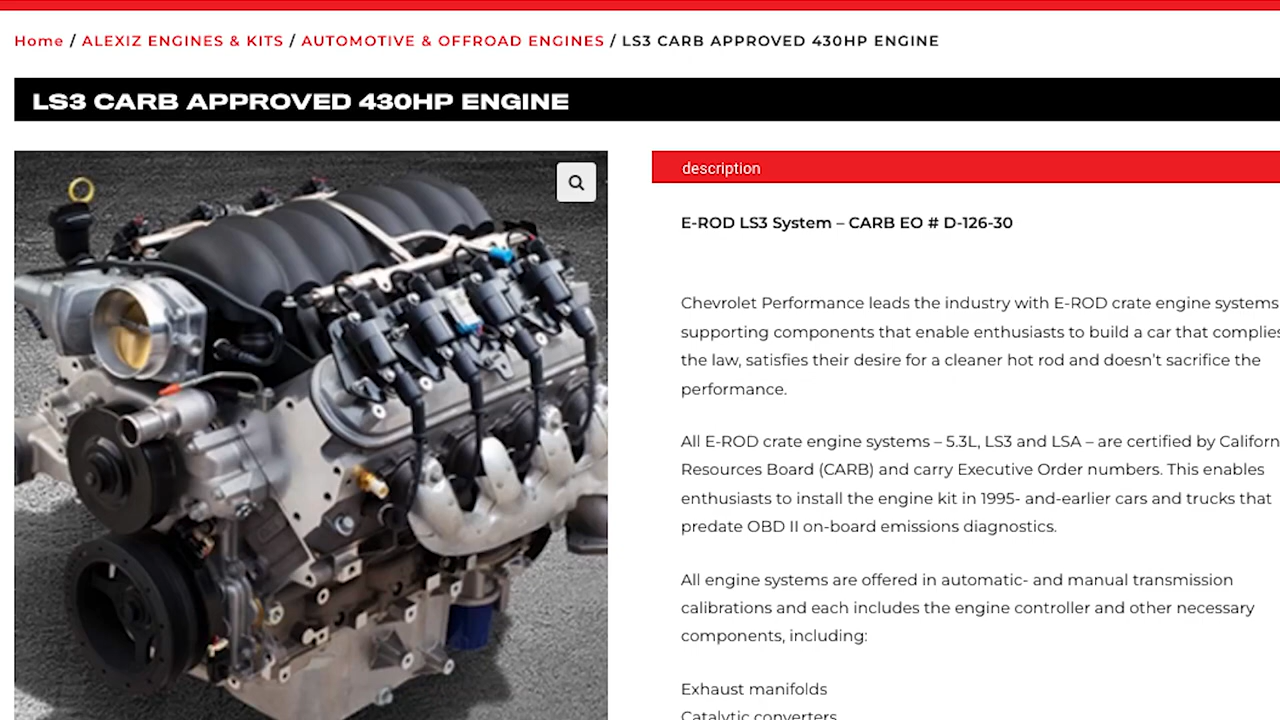 Home / ALEXIZ ENGINES & KITS / AUTOMOTIVE & OFFROAD ENGINES / LS3 CARB APPROVED 430HP ENGINE
LS3 CARB APPROVED 430HP ENGINE
description
E-ROD LS3 System – CARB EO # D-126-30
Chevrolet Performance leads the industry with E-ROD crate engine systems
supporting components that enable enthusiasts to build a car that complies
the law, satisfies their desire for a cleaner hot rod and doesn’t sacrifice the
performance.
All E-ROD crate engine systems – 5.3L, LS3 and LSA – are certified by Californ
Resources Board (CARB) and carry Executive Order numbers. This enables
enthusiasts to install the engine kit in 1995- and-earlier cars and trucks that
predate OBD II on-board emissions diagnostics.
All engine systems are offered in automatic- and manual transmission
calibrations and each includes the engine controller and other necessary
components, including:
Exhaust manifolds
Catalytic converters